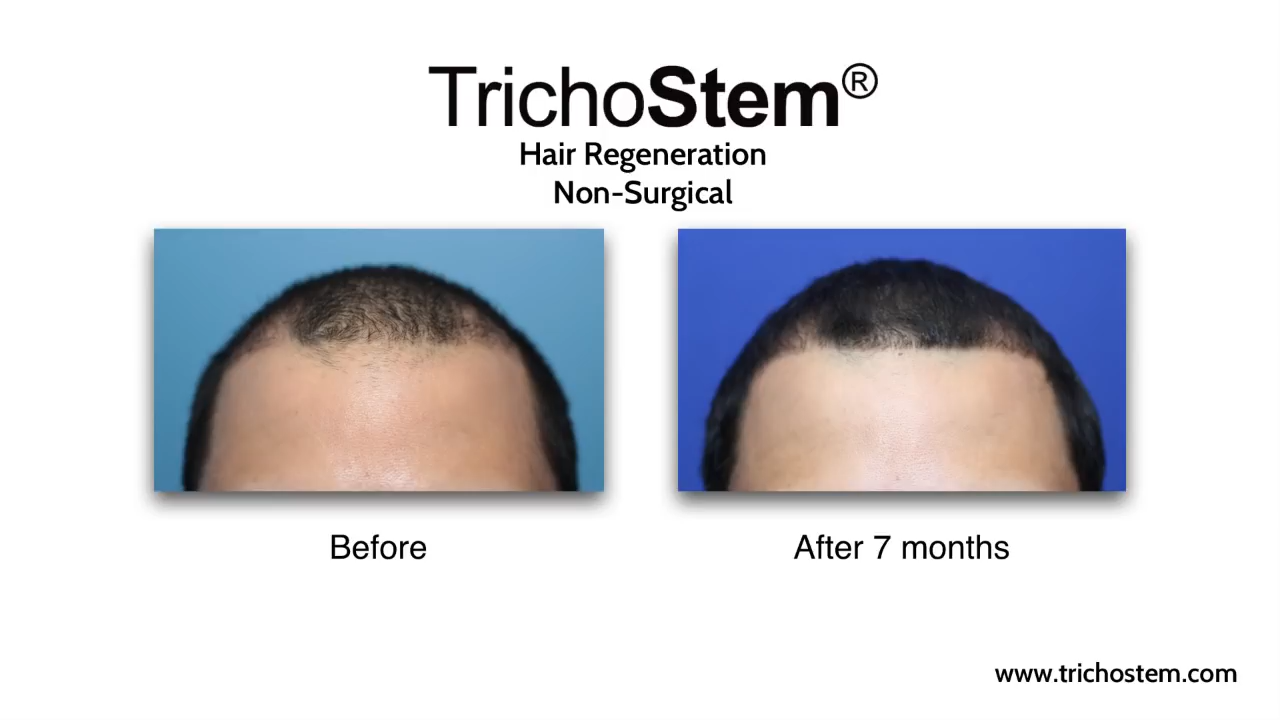 TrichoStem®
Hair Regeneration
Non-Surgical
Before
After 7 months
www.trichostem.com